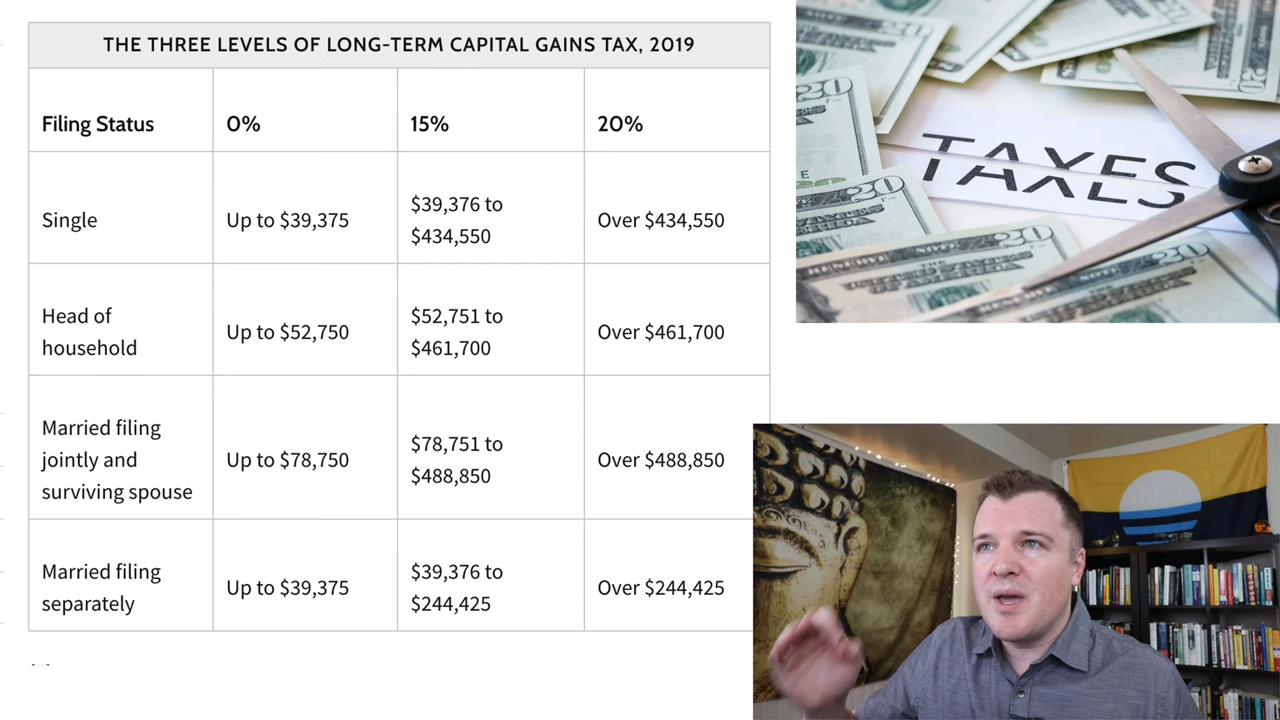 THE THREE LEVELS OF LONG-TERM CAPITAL GAINS TAX, 2019
Filing Status 0% 15% 20%
Single Up to $39,375 $39,376 to Over $434,550
$434,550
Head of Up to $52,750 $52,751 to Over $461,700
household $461,700
Married filing Up to $78,750 $78,751 to Over $488,850
jointly and $488,850
surviving spouse
Married filing Up to $39,375 $39,376 to Over $244,425
separately $244,425
TAXES
20
20
20
20